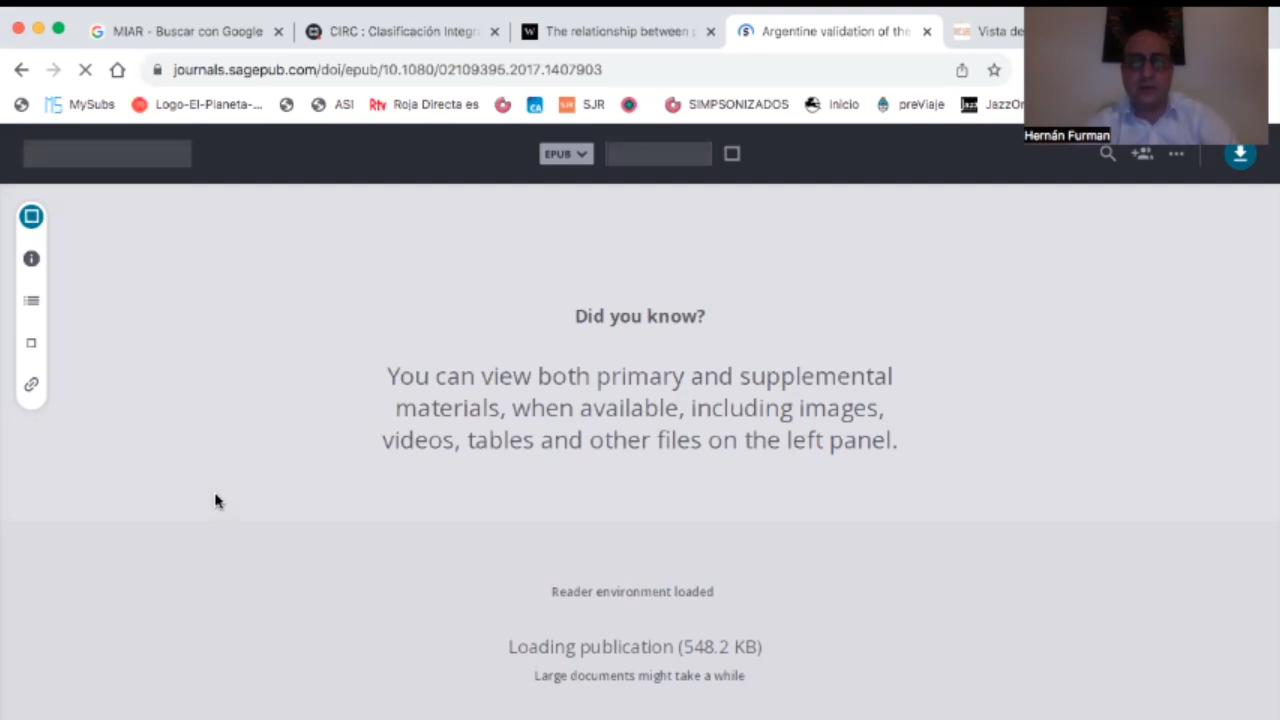 MIAR - Buscar con Google
CIRC : Clasificación Integr
The relationship between
Argentine validation of the
Vista de
journals.sagepub.com/doi/epub/10.1080/02109395.2017.1407903
MySubs
Logo-El-Planeta-...
ASI
Roja Directa es
SJR
SIMPSONIZADOS
Inicio
preViaje
JazzOn
Hernán Furman
EPUB
Did you know?
You can view both primary and supplemental
materials, when available, including images,
videos, tables and other files on the left panel.
Reader environment loaded
Loading publication (548.2 KB)
Large documents might take a while